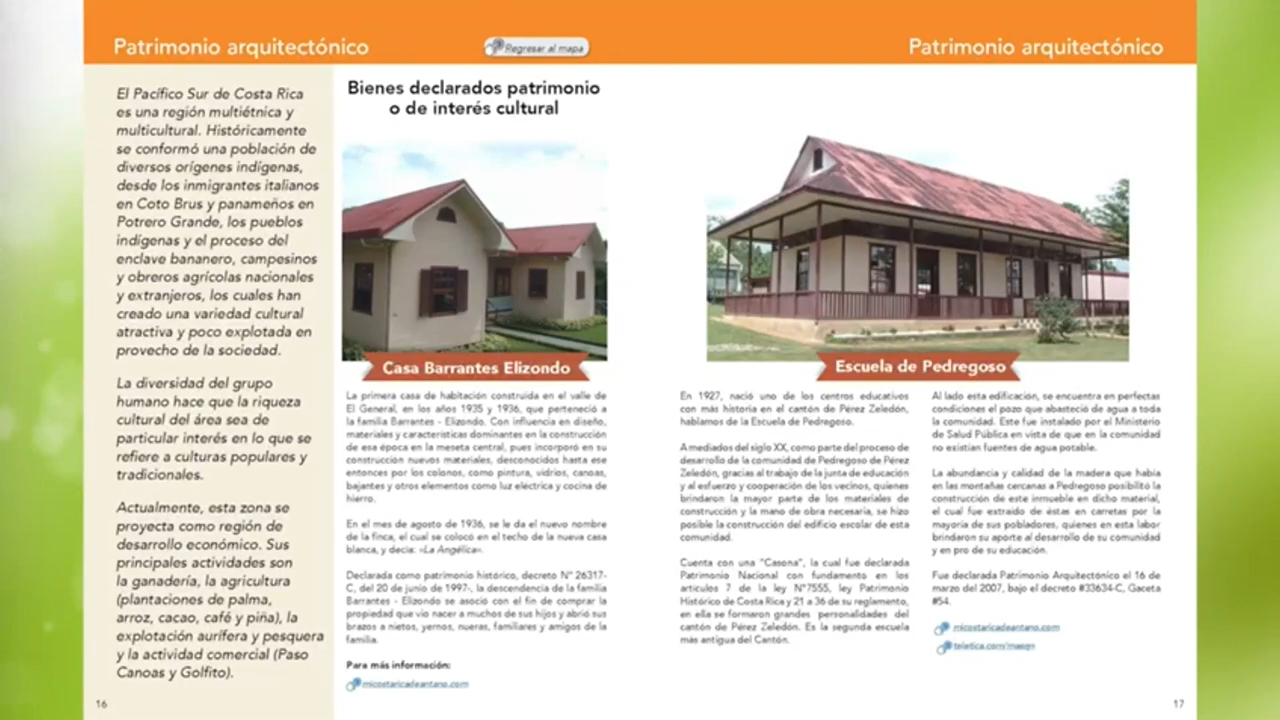 Patrimonio arquitectónico
Regresar al mapa
Patrimonio arquitectónico
El Pacífico Sur de Costa Rica
es una región multiétnica y
multicultural. Históricamente
se conformó una población de
diversos orígenes indígenas,
desde los inmigrantes italianos
en Coto Brus y panameños en
Potrero Grande, los pueblos
indígenas y el proceso del
enclave bananero, campesinos
y obreros agrícolas nacionales
y extranjeros, los cuales han
creado una variedad cultural
atractiva y poco explotada en
provecho de la sociedad.
La diversidad del grupo
humano hace que la riqueza
cultural del área sea de
particular interés en lo que se
refiere a culturas populares y
tradicionales.
Actualmente, esta zona se
proyecta como región de
desarrollo económico. Sus
principales actividades son
la ganadería, la agricultura
(plantaciones de palma,
arroz, cacao, café y piña), la
explotación aurífera y pesquera
y la actividad comercial (Paso
Canoas y Golfito).
16
Bienes declarados patrimonio
o de interés cultural
Casa Barrantes Elizondo
La primera casa de habitación construida en el valle de
El General, en los años 1935 y 1936, que perteneció a
la familia Barrantes - Elizondo. Con influencia en diseño,
materiales y características dominantes en la construcción
de esa época en la meseta central, pues incorporó en su
construcción nuevos materiales, desconocidos hasta ese
entonces por los colonos, como pintura, vidrios, canoas,
bajantes y otros elementos como luz eléctrica y cocina de
hierro.
En el mes de agosto de 1936, se le da el nuevo nombre
de la finca, el cual se colocó en el techo de la nueva casa
blanca, y decía: «La Angélica».
Declarada como patrimonio histórico, decreto N° 26317-
C, del 20 de junio de 1997-, la descendencia de la familia
Barrantes - Elizondo se asoció con el fin de comprar la
propiedad que vio nacer a muchos de sus hijos y abrió sus
brazos a nietos, yernos, nueras, familiares y amigos de la
familia.
Para más información:
micostaricadeantano.com
Escuela de Pedregoso
En 1927, nació uno de los centros educativos
con más historia en el cantón de Pérez Zeledón,
hablamos de la Escuela de Pedregoso.
A mediados del siglo XX, como parte del proceso de
desarrollo de la comunidad de Pedregoso de Pérez
Zeledón, gracias al trabajo de la junta de educación
y al esfuerzo y cooperación de los vecinos, quienes
brindaron la mayor parte de los materiales de
construcción y la mano de obra necesaria, se hizo
posible la construcción del edificio escolar de esta
comunidad.
Cuenta con una "Casona", la cual fue declarada
Patrimonio Nacional con fundamento en los
artículos 7 de la ley N°7555, ley Patrimonio
Histórico de Costa Rica y 21 a 36 de su reglamento,
en ella se formaron grandes personalidades del
cantón de Pérez Zeledón. Es la segunda escuela
más antigua del Cantón.
Al lado esta edificación, se encuentra en perfectas
condiciones el pozo que abasteció de agua a toda
la comunidad. Este fue instalado por el Ministerio
de Salud Pública en vista de que en la comunidad
no existían fuentes de agua potable.
La abundancia y calidad de la madera que había
en las montañas cercanas a Pedregoso posibilitó la
construcción de este inmueble en dicho material,
el cual fue extraído de éstas en carretas por la
mayoría de sus pobladores, quienes en esta labor
brindaron su aporte al desarrollo de su comunidad
y en pro de su educación.
Fue declarada Patrimonio Arquitectónico el 16 de
marzo del 2007, bajo el decreto #33634-C, Gaceta
#54.
micostaricadeantano.com
teletica.com/masqn
17